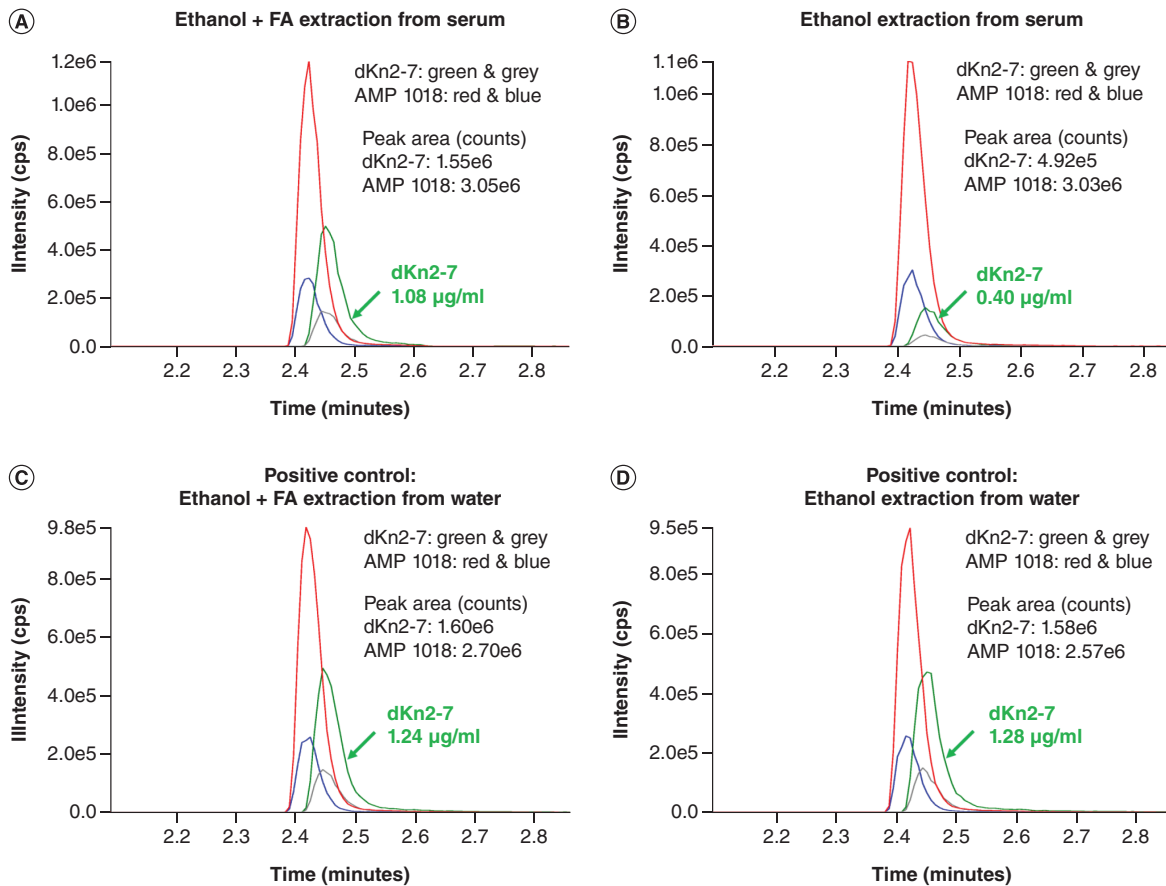 A
Ethanol + FA extraction from serum
1.2e6
1.0e6
8.0e5
6.0e5
4.0e5
2.0e5
0.0
IIntensity (cps)
dKn2-7: green & grey
AMP 1018: red & blue
Peak area (counts)
dKn2-7: 1.55e6
AMP 1018: 3.05e6
dKn2-7
1.08 µg/ml
2.2 2.3 2.4 2.5 2.6 2.7 2.8
Time (minutes)
B
Ethanol extraction from serum
1.1e6
1.0e6
8.0e5
6.0e5
4.0e5
2.0e5
0.0
IIntensity (cps)
dKn2-7: green & grey
AMP 1018: red & blue
Peak area (counts)
dKn2-7: 4.92e5
AMP 1018: 3.03e6
dKn2-7
0.40 µg/ml
2.2 2.3 2.4 2.5 2.6 2.7 2.8
Time (minutes)
C
Positive control:
Ethanol + FA extraction from water
9.8e5
8.0e5
6.0e5
4.0e5
2.0e5
0.0
IIIntensity (cps)
dKn2-7: green & grey
AMP 1018: red & blue
Peak area (counts)
dKn2-7: 1.60e6
AMP 1018: 2.70e6
dKn2-7
1.24 µg/ml
2.2 2.3 2.4 2.5 2.6 2.7 2.8
Time (minutes)
D
Positive control:
Ethanol extraction from water
9.5e5
8.0e5
6.0e5
4.0e5
2.0e5
0.0
IIntensity (cps)
dKn2-7: green & grey
AMP 1018: red & blue
Peak area (counts)
dKn2-7: 1.58e6
AMP 1018: 2.57e6
dKn2-7
1.28 µg/ml
2.2 2.3 2.4 2.5 2.6 2.7 2.8
Time (minutes)